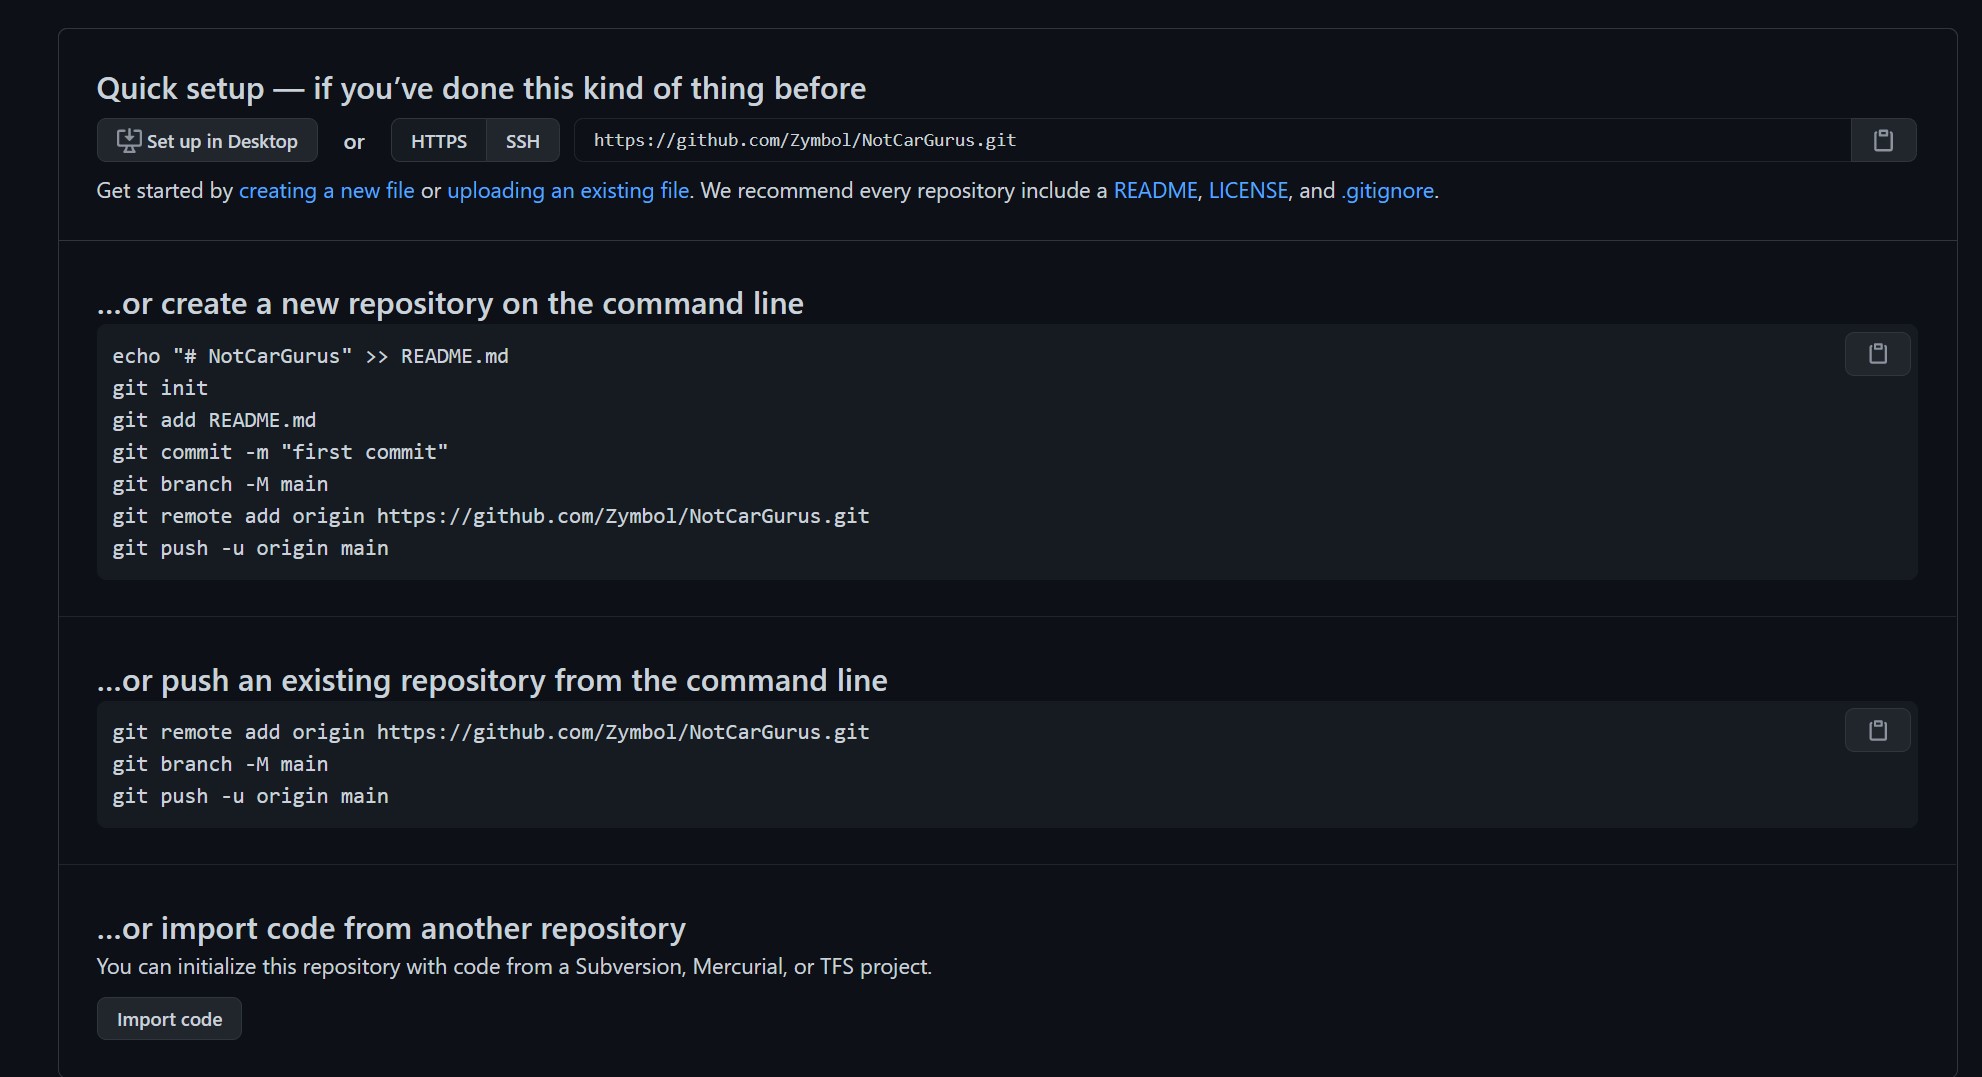 Quick setup — if you’ve done this kind of thing before
Set up in Desktop or HTTPS SSH https://github.com/Zymbol/NotCarGurus.git
Get started by creating a new file or uploading an existing file. We recommend every repository include a README, LICENSE, and .gitignore.
…or create a new repository on the command line
echo "# NotCarGurus" >> README.md
git init
git add README.md
git commit -m "first commit"
git branch -M main
git remote add origin https://github.com/Zymbol/NotCarGurus.git
git push -u origin main
…or push an existing repository from the command line
git remote add origin https://github.com/Zymbol/NotCarGurus.git
git branch -M main
git push -u origin main
…or import code from another repository
You can initialize this repository with code from a Subversion, Mercurial, or TFS project.
Import code